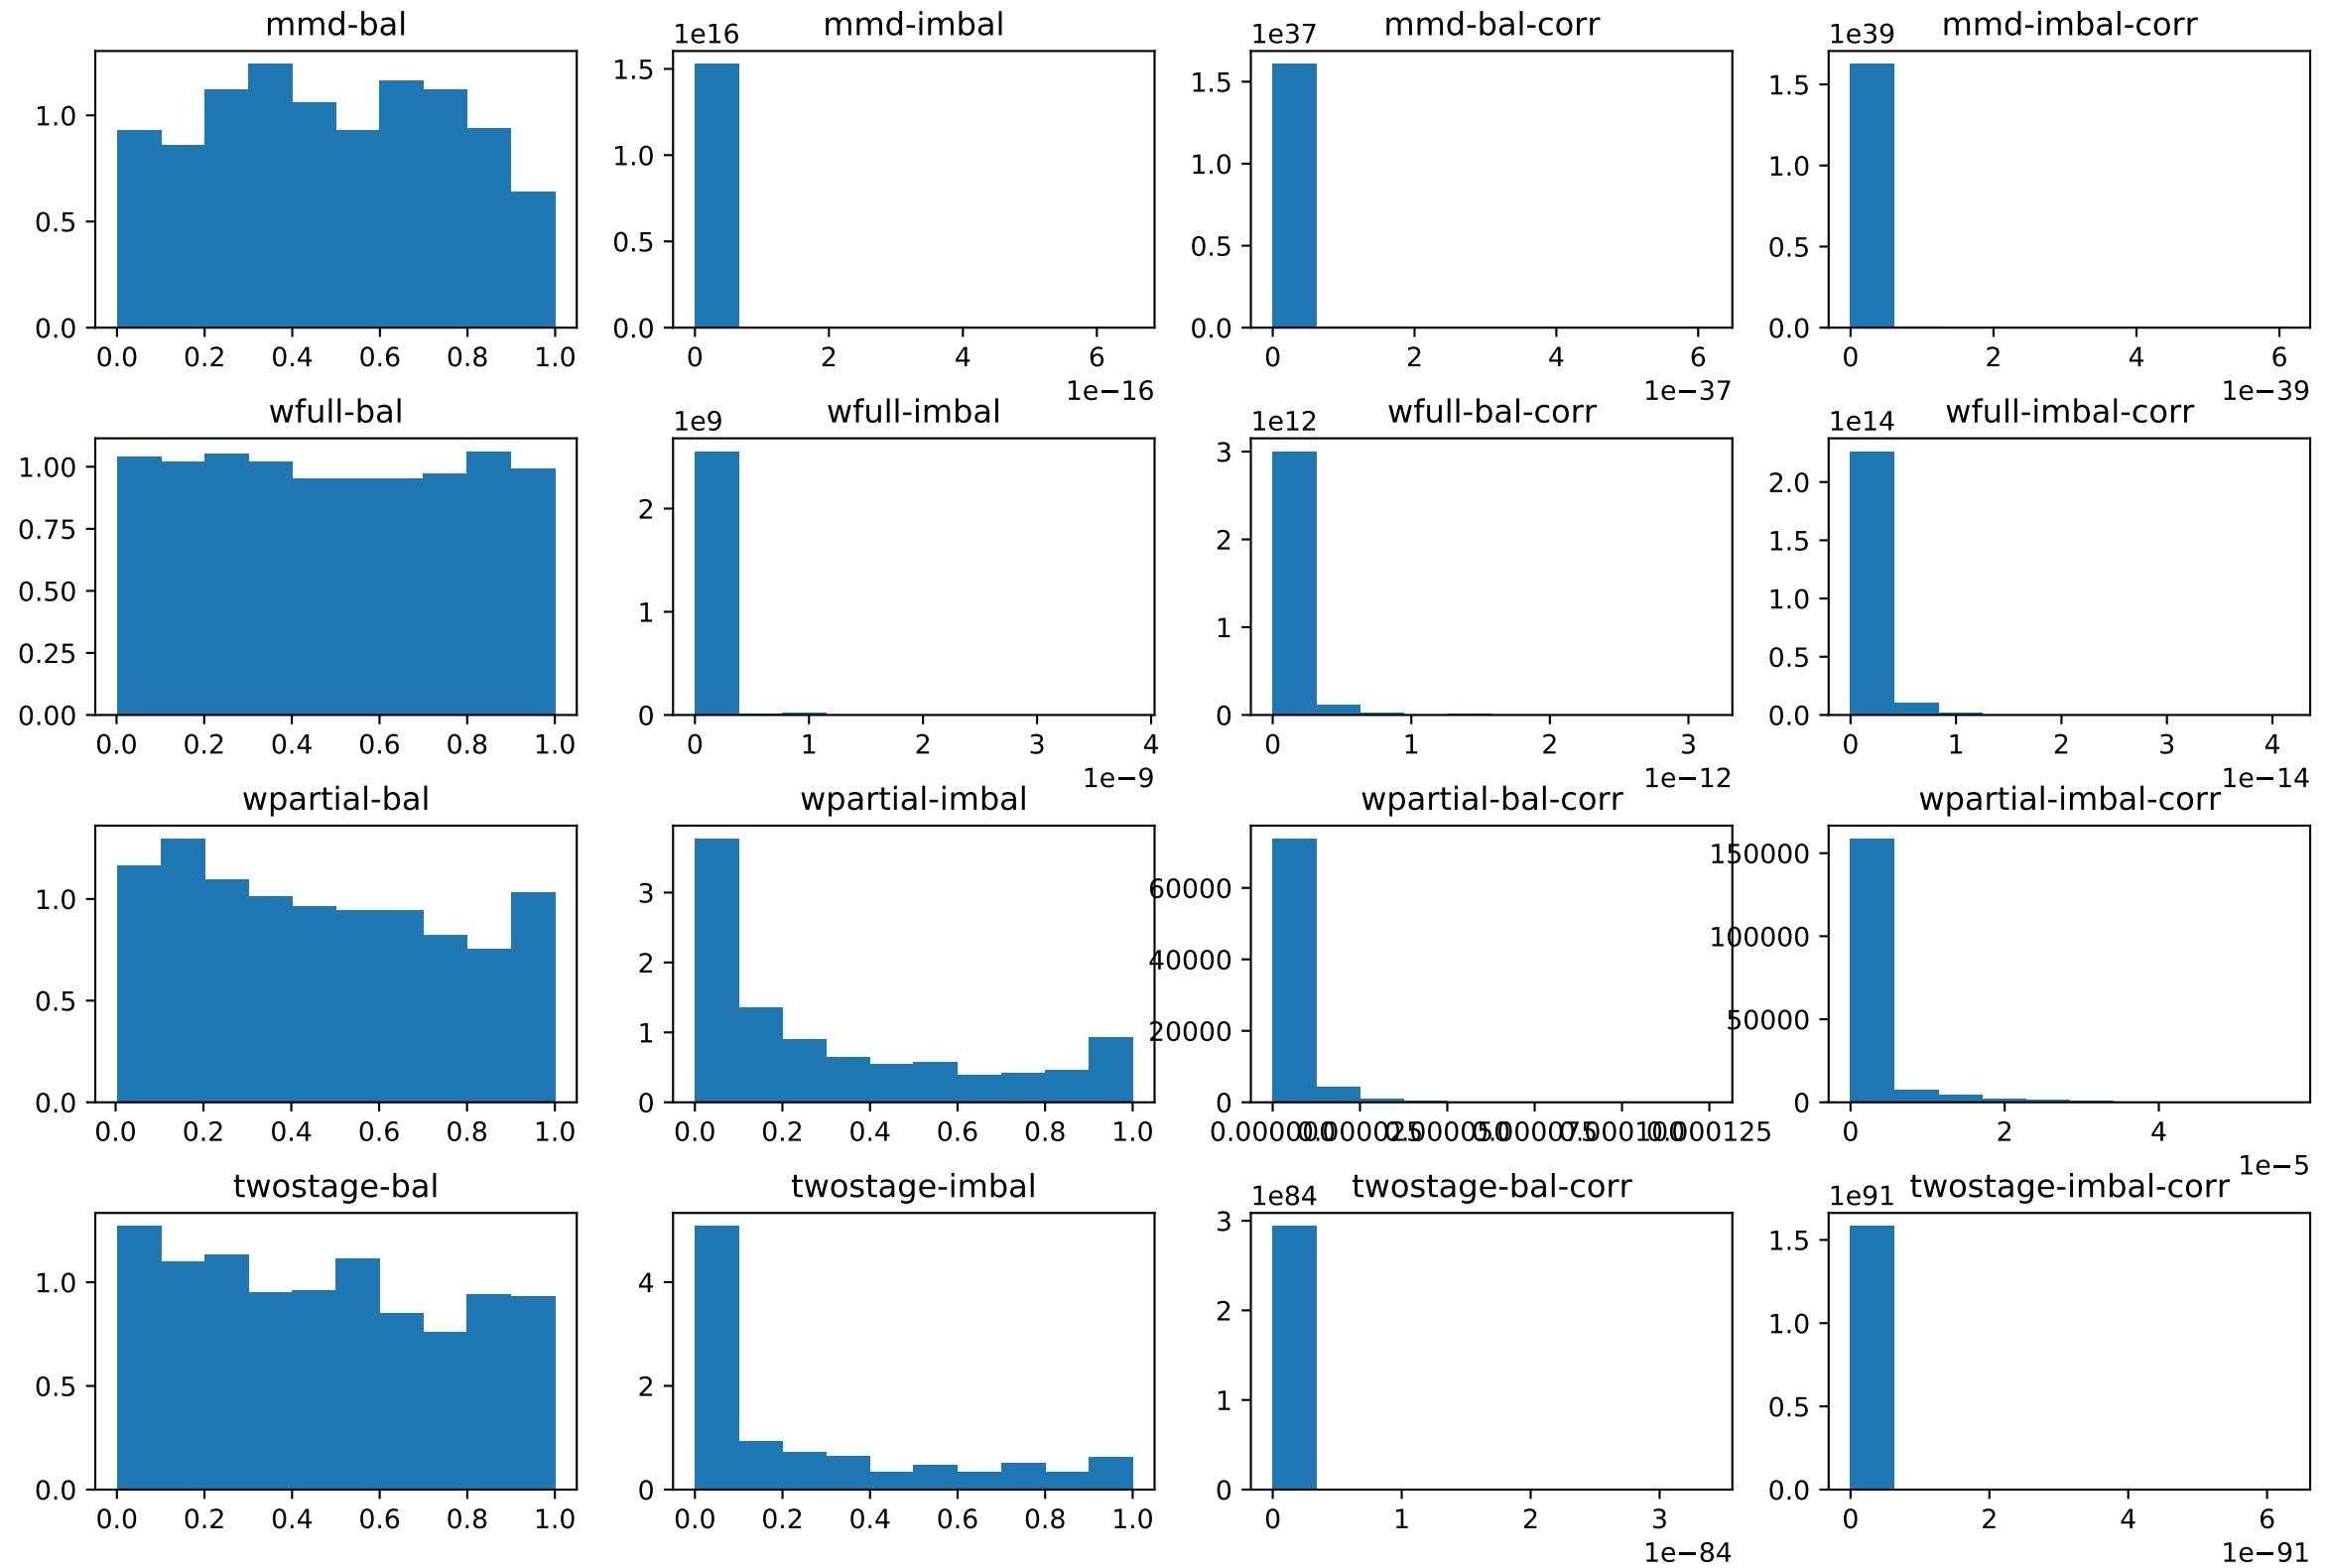 mmd-bal
1.0
0.5
0.0
0.0 0.2 0.4 0.6 0.8 1.0
mmd-imbal
1e16
1.5
1.0
0.5
0.0
0 2 4 6
1e−16
mmd-bal-corr
1e37
1.5
1.0
0.5
0.0
0 2 4 6
1e−37
mmd-imbal-corr
1e39
1.5
1.0
0.5
0.0
0 2 4 6
1e−39
wfull-bal
1.00
0.75
0.50
0.25
0.00
0.0 0.2 0.4 0.6 0.8 1.0
wfull-imbal
1e9
2
1
0
0 1 2 3 4
1e−9
wfull-bal-corr
1e12
3
2
1
0
0 1 2 3
1e−12
wfull-imbal-corr
1e14
2.0
1.5
1.0
0.5
0.0
0 1 2 3 4
1e−14
wpartial-bal
1.0
0.5
0.0
0.0 0.2 0.4 0.6 0.8 1.0
wpartial-imbal
3
2
1
0
0.0 0.2 0.4 0.6 0.8 1.0
wpartial-bal-corr
60000
40000
20000
0
0.000000 0.000025 0.000050 0.000075 0.000100 0.000125
wpartial-imbal-corr
150000
100000
50000
0
0 2 4
1e−5
twostage-bal
1.0
0.5
0.0
0.0 0.2 0.4 0.6 0.8 1.0
twostage-imbal
4
2
0
0.0 0.2 0.4 0.6 0.8 1.0
twostage-bal-corr
1e84
3
2
1
0
0 1 2 3
1e−84
twostage-imbal-corr
1e91
1.5
1.0
0.5
0.0
0 2 4 6
1e−91